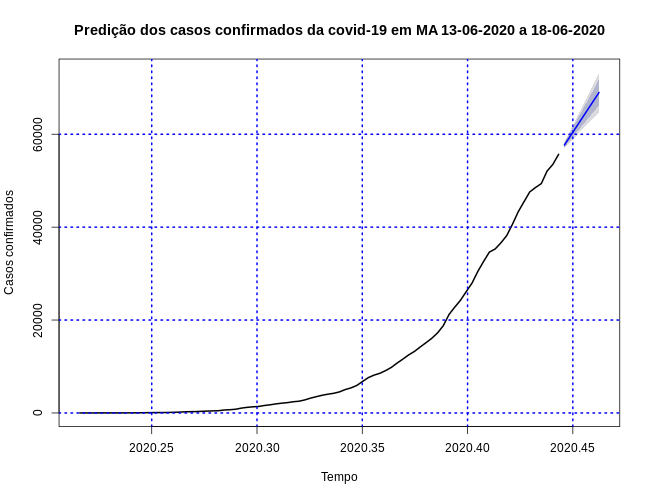 Predição dos casos confirmados da covid-19 em MA 13-06-2020 a 18-06-2020
Casos confirmados
60000
40000
20000
0
2020.25 2020.30 2020.35 2020.40 2020.45
Tempo